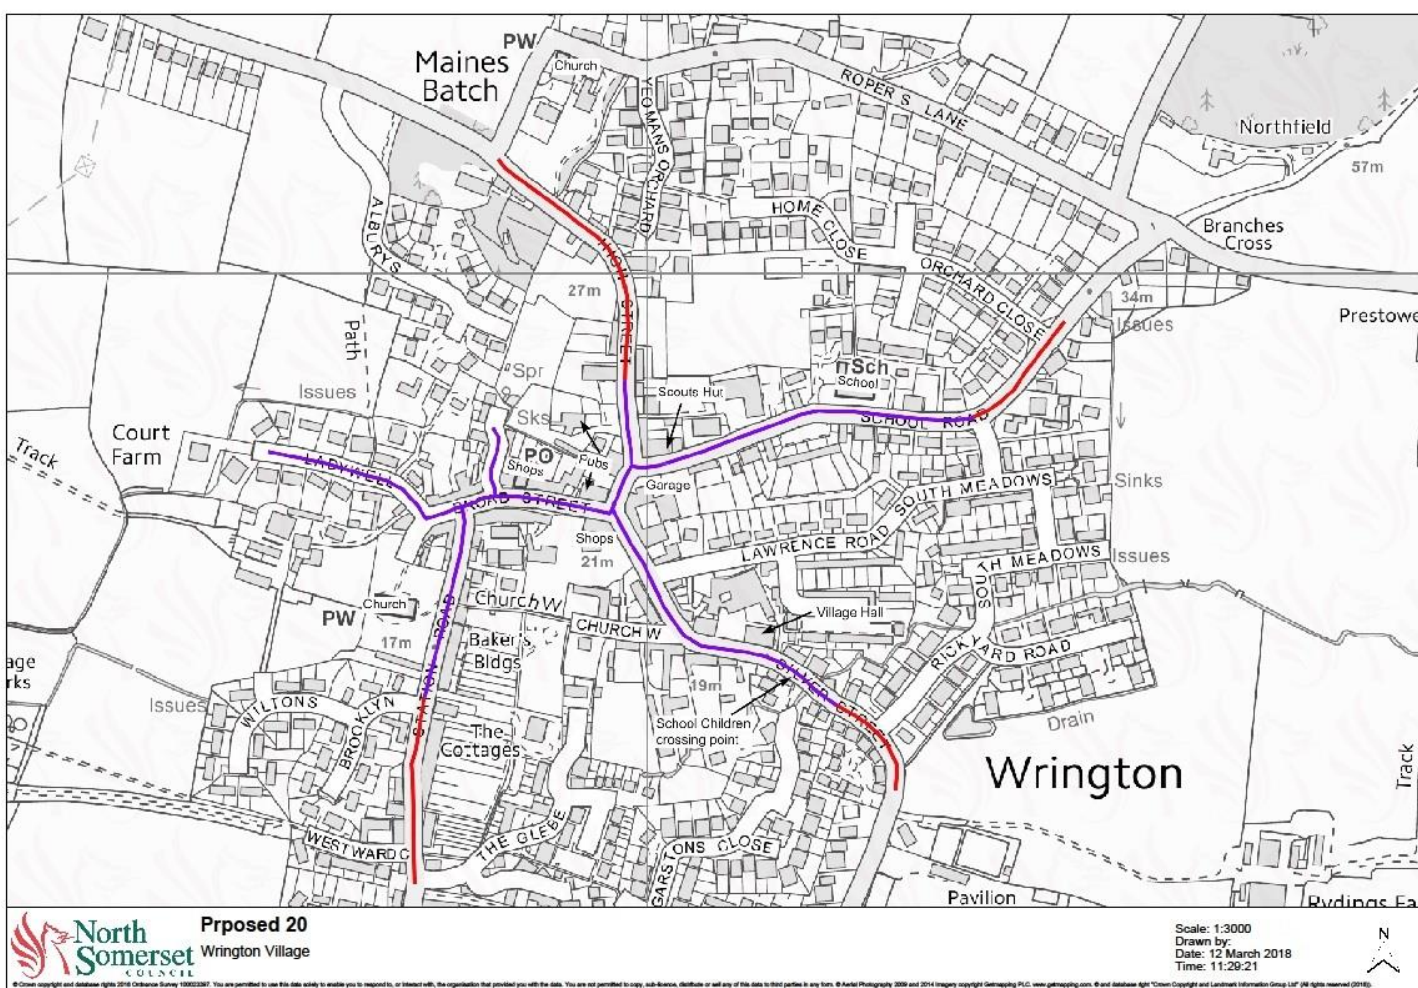 Maines
Batch
PW
Church
YEOMANS ORCHARD
ROPER S LANE
Northfield
57m
Branches
Cross
HOME CLOSE
ORCHARD CLOSE
34m
Issues
Prestowe
ALBURYS
27m
HIGH STREET
Path
Issues
Spr
Sks
Scouts Hut
Sch
School
SCHOOL ROAD
Court
Farm
Track
LADYWELL
PO
Shops
Pubs
Garage
BROAD STREET
Shops
21m
SOUTH MEADOWS
Sinks
LAWRENCE ROAD
SOUTH MEADOWS
Issues
PW
Church
17m
Church W
CHURCH W
Village Hall
Baker's
Bldgs
RICKYARD ROAD
STATION ROAD
age
rks
Issues
WILTONS
BROOKLYN
The
Cottages
19m
SILVER STREET
School Children
crossing point
Drain
Wrington
Track
WESTWARD C
THE GLEBE
GARSTONS CLOSE
Pavilion
Rydings Fa
North
Somerset
COUNCIL
Prposed 20
Wrington Village
Scale: 1:3000
Drawn by:
Date: 12 March 2018
Time: 11:29:21
N